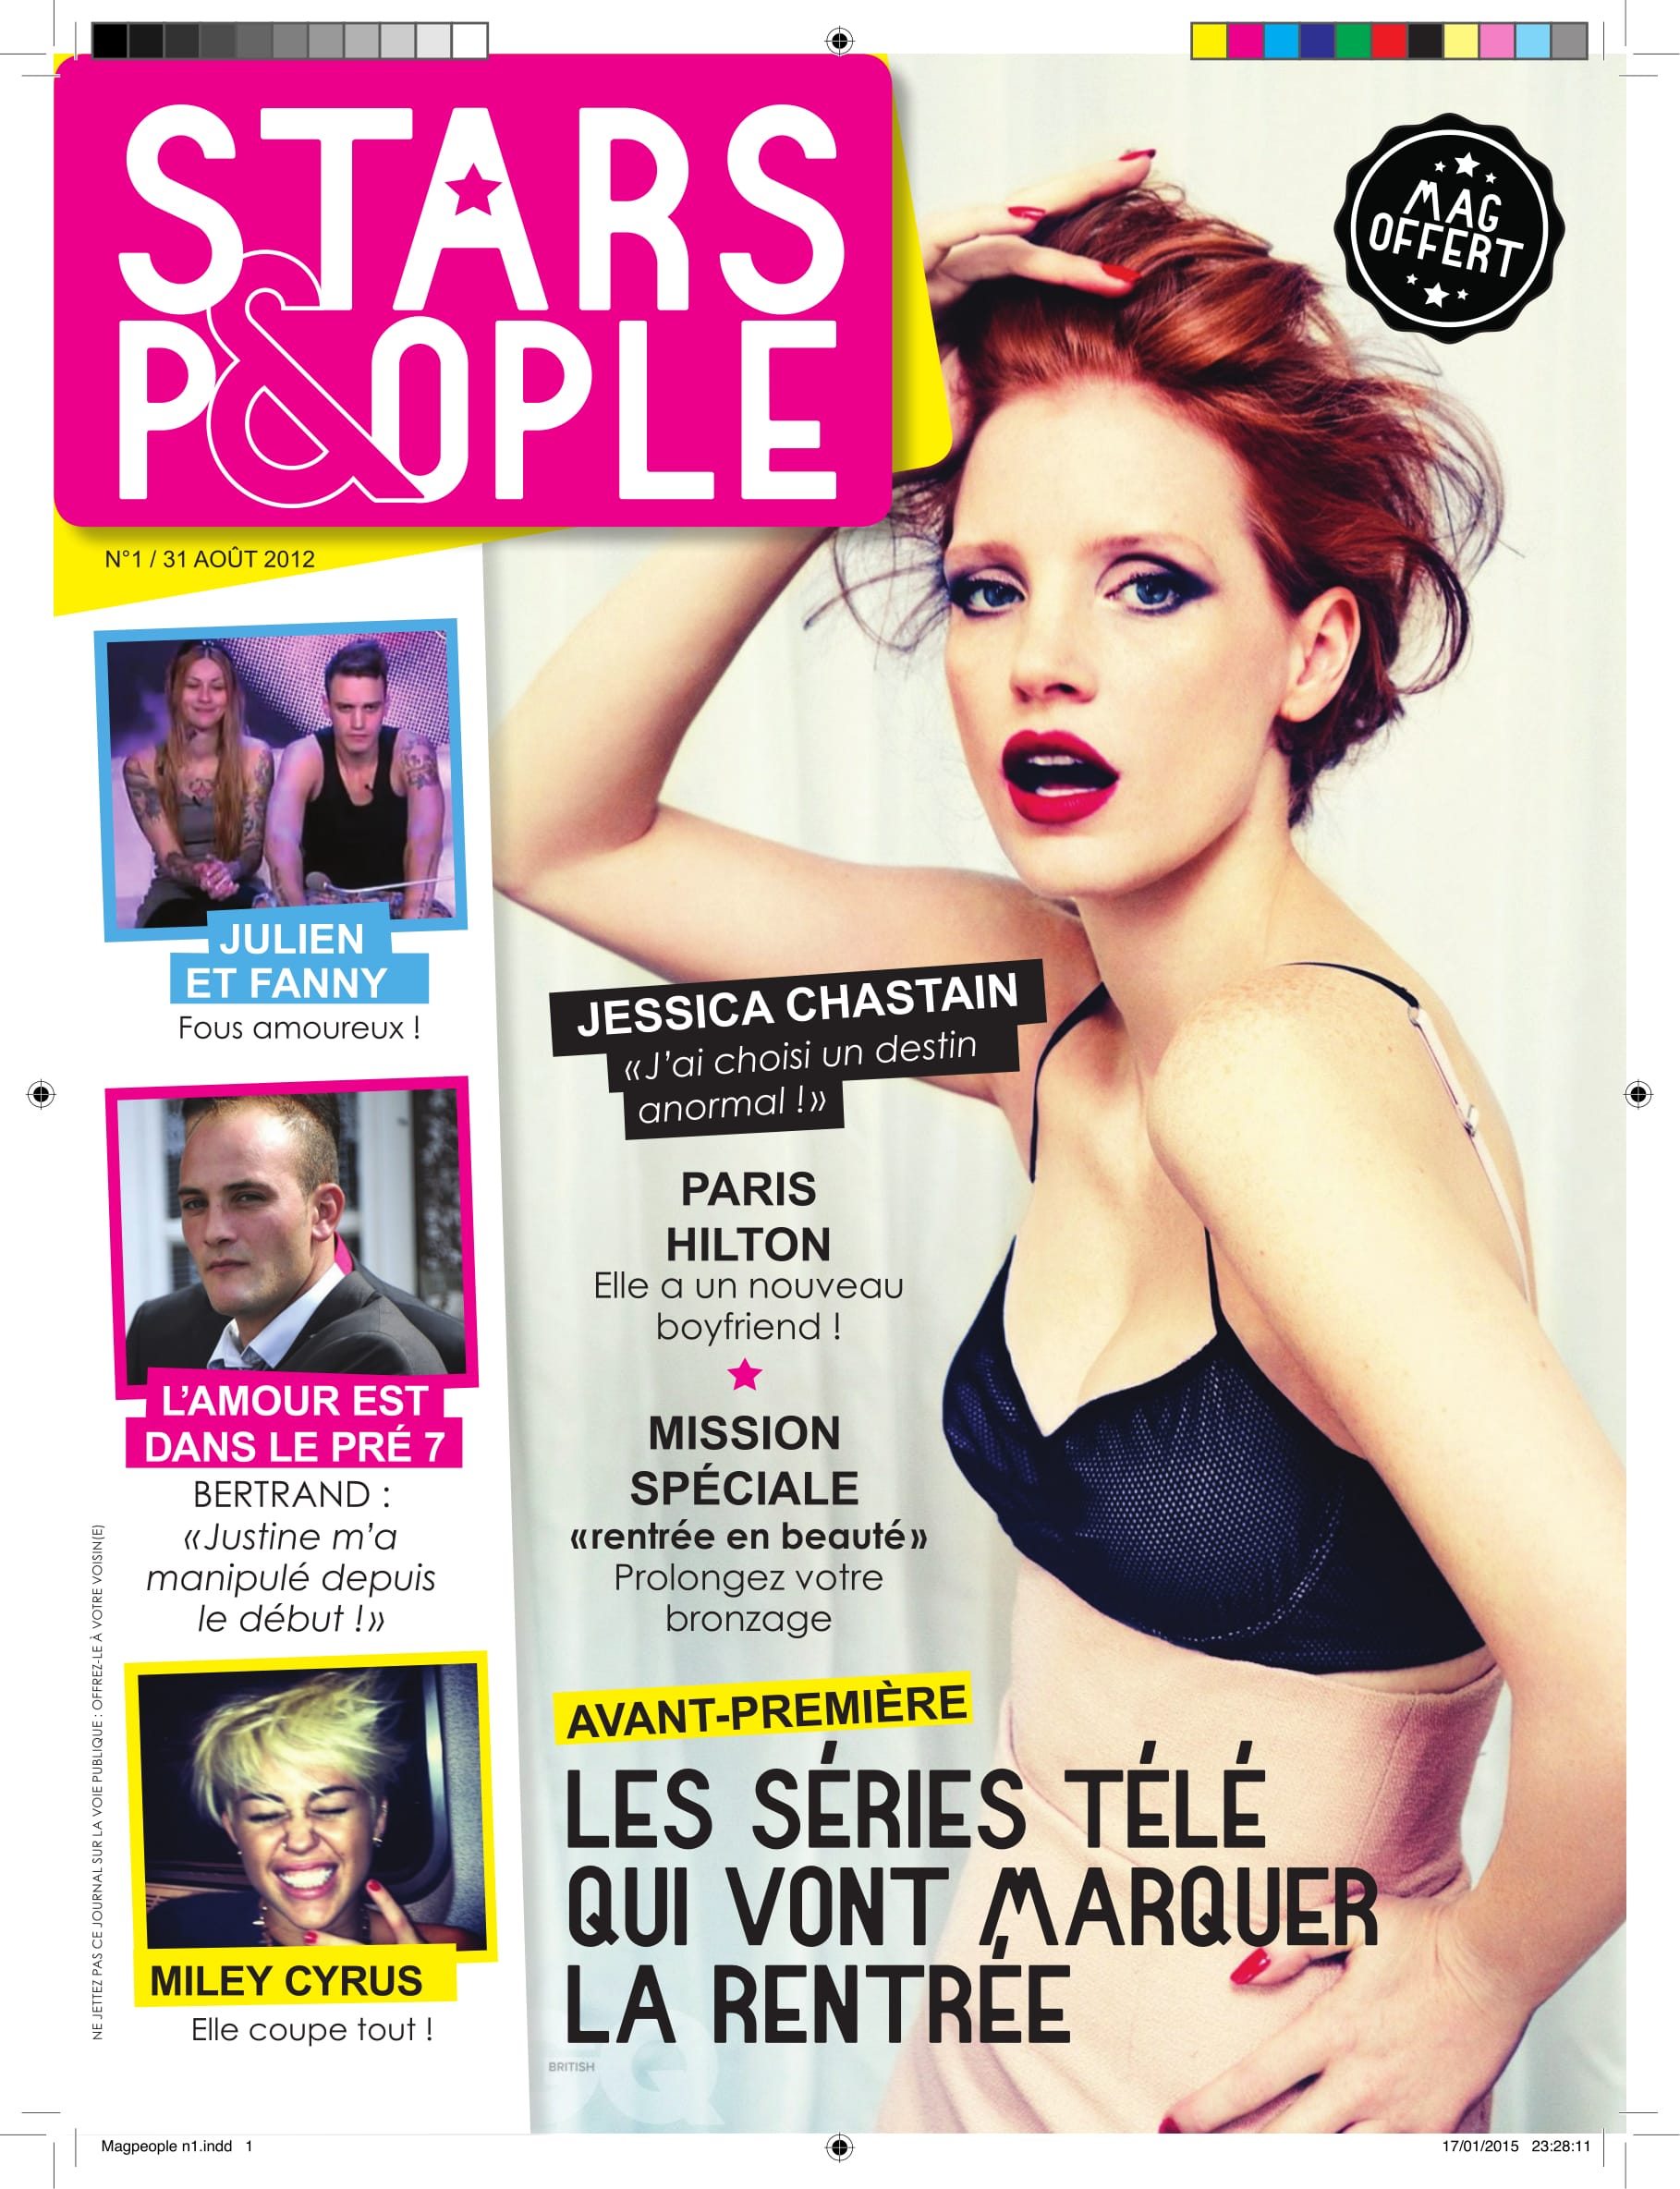 STARS
& PEOPLE
MAG
OFFERT
N°1 / 31 AOÛT 2012
JULIEN
ET FANNY
Fous amoureux !
L'AMOUR EST
DANS LE PRÉ 7
BERTRAND :
«Justine m'a
manipulé depuis
le début !»
MILEY CYRUS
Elle coupe tout !
NE JETTEZ PAS CE JOURNAL SUR LA VOIE PUBLIQUE : OFFREZ-LE À VOTRE VOISIN(E)
JESSICA CHASTAIN
«J'ai choisi un destin
anormal !»
PARIS
HILTON
Elle a un nouveau
boyfriend !
MISSION
SPÉCIALE
«rentrée en beauté»
Prolongez votre
bronzage
AVANT-PREMIÈRE
LES SÉRIES TÉLÉ
QUI VONT MARQUER
LA RENTRÉE
BRITISH
GQ
Magpeople n1.indd 1
17/01/2015 23:28:11